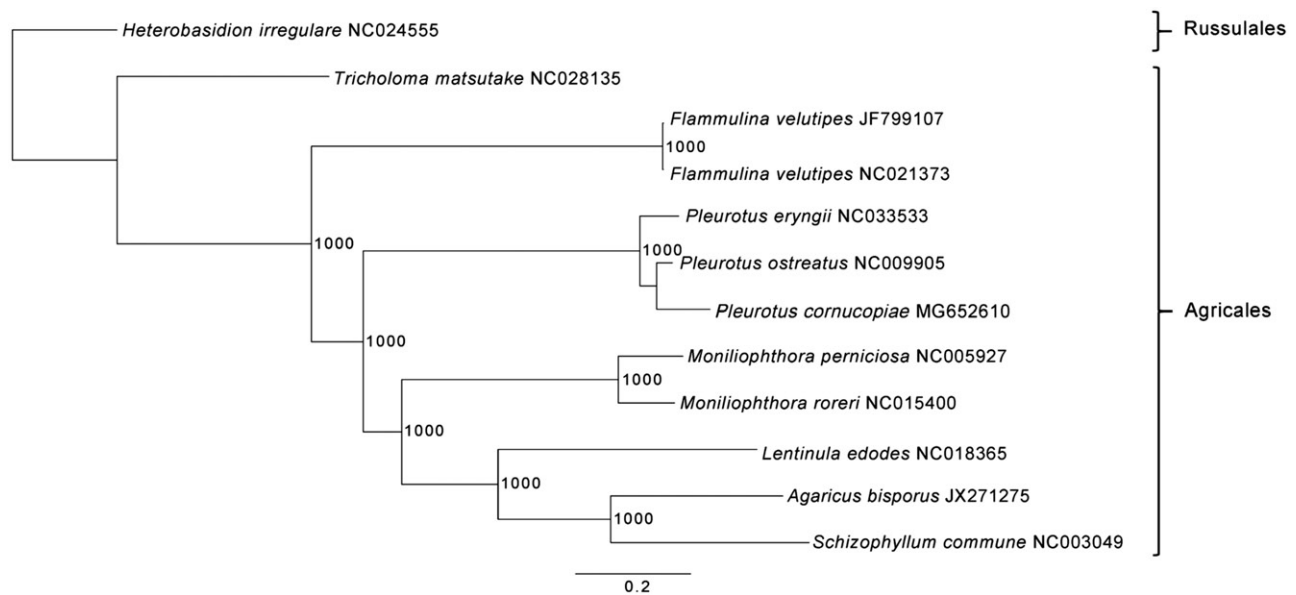 Heterobasidion irregulare NC024555
Russulales
Tricholoma matsutake NC028135
Flammulina velutipes JF799107
1000
Flammulina velutipes NC021373
Pleurotus eryngii NC033533
1000
1000
Pleurotus ostreatus NC009905
Pleurotus cornucopiae MG652610
Agricales
1000
Moniliophthora perniciosa NC005927
1000
Moniliophthora roreri NC015400
1000
Lentinula edodes NC018365
1000
Agaricus bisporus JX271275
1000
Schizophyllum commune NC003049
0.2